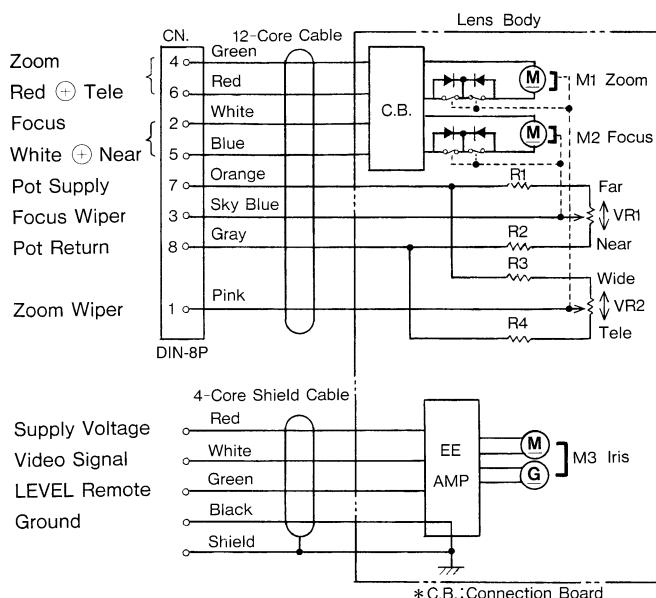 Lens Body
CN. 12-Core Cable
Zoom 4 Green
Red ⊕ Tele 6 Red
Focus 2 White
White ⊕ Near 5 Blue
Pot Supply 7 Orange
Focus Wiper 3 Sky Blue
Pot Return 8 Gray
Zoom Wiper 1 Pink
DIN-8P
C.B.
M M1 Zoom
M M2 Focus
R1 Far
VR1
R2 Near
R3 Wide
VR2
R4 Tele
4-Core Shield Cable
Supply Voltage Red
Video Signal White
LEVEL Remote Green
Ground Black
Shield
EE
AMP
M
G
M3 Iris
*C.B.:Connection Board